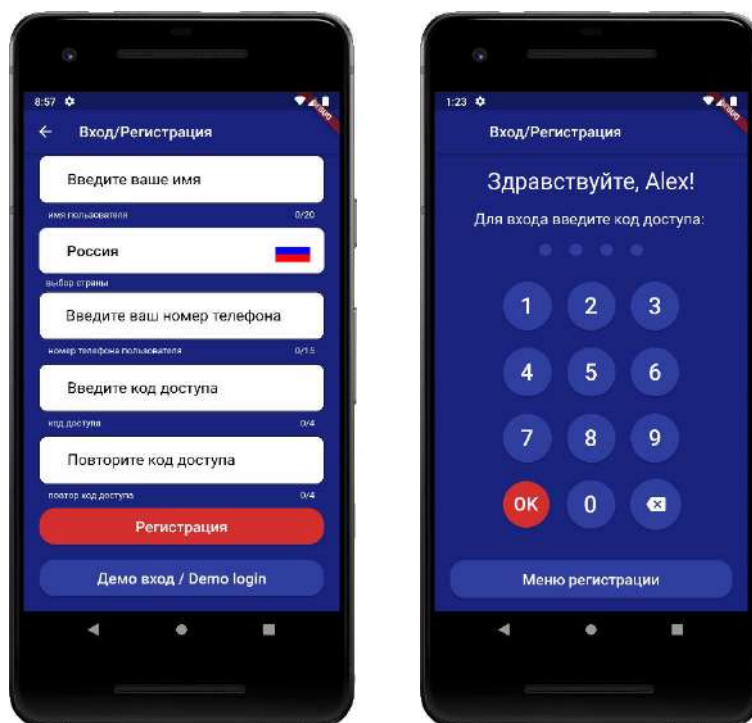 8:57
Вход/Регистрация
Введите ваше имя
имя пользователя 0/20
Россия
выбор страны
Введите ваш номер телефона
номер телефона пользователя 0/15
Введите код доступа
код доступа 0/4
Повторите код доступа
повтор код доступа 0/4
Регистрация
Демо вход / Demo login
1:23
Вход/Регистрация
Здравствуйте, Alex!
Для входа введите код доступа:
1 2 3
4 5 6
7 8 9
OK 0
Меню регистрации